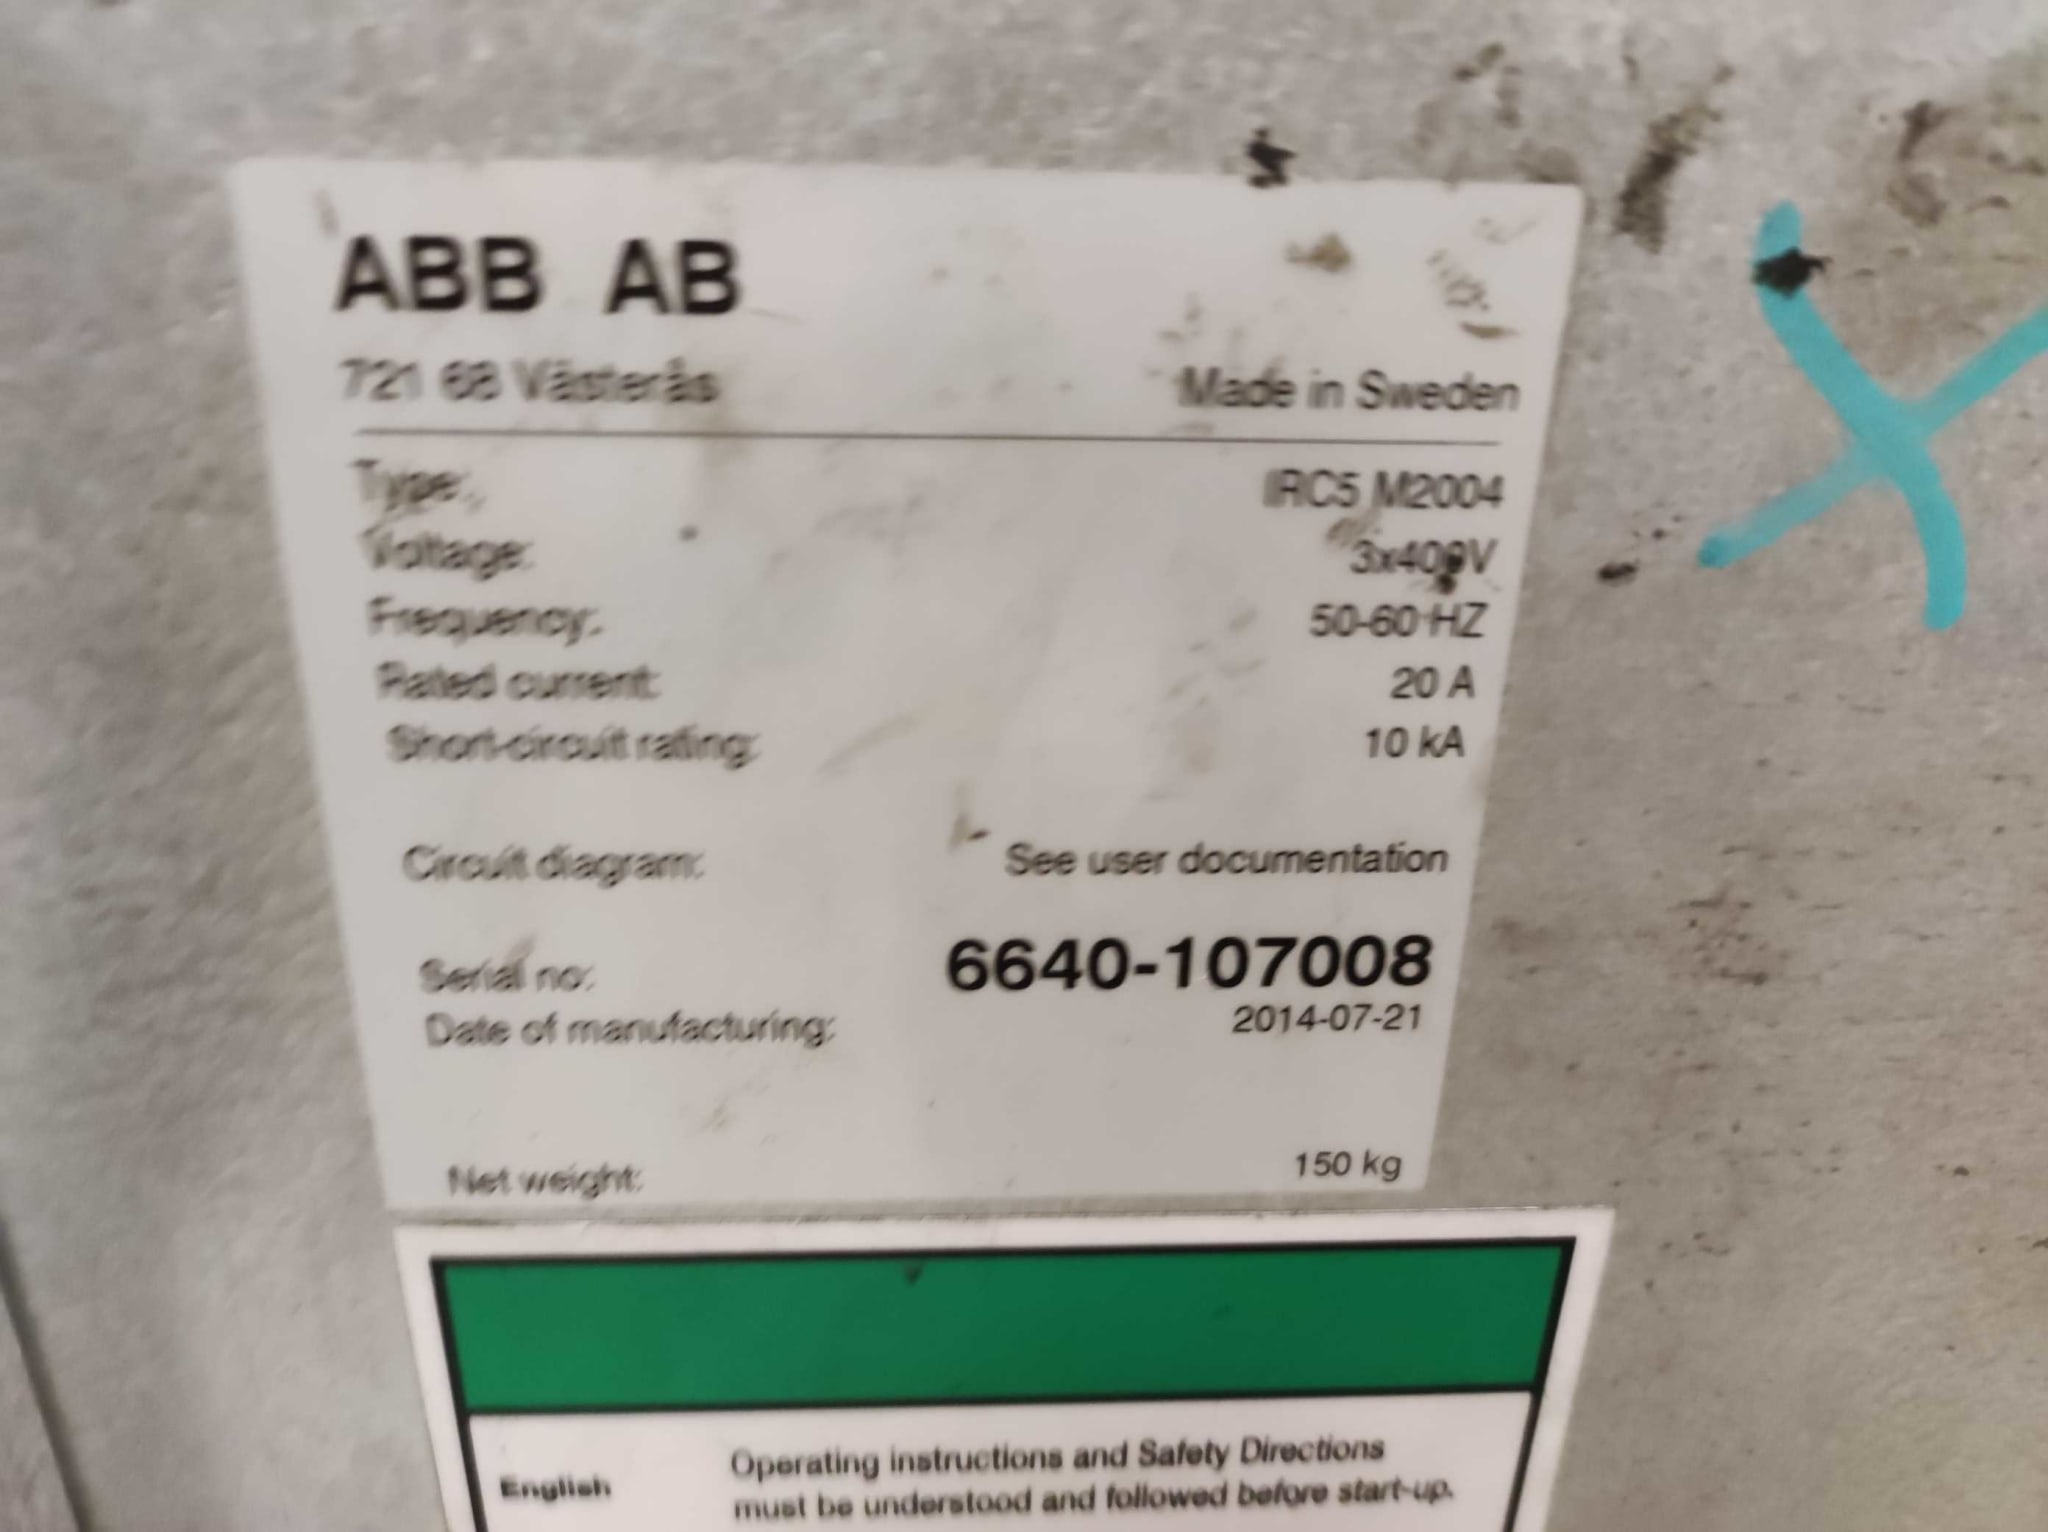 ABB AB
721 68 Västerås Made in Sweden
Type: IRC5 M2004
Voltage: 3x400V
Frequency: 50-60 HZ
Rated current: 20 A
Short-circuit rating: 10 kA
Circuit diagram: See user documentation
Serial no: 6640-107008
Date of manufacturing: 2014-07-21
Net weight: 150 kg
English Operating instructions and Safety Directions
must be understood and followed before start-up.